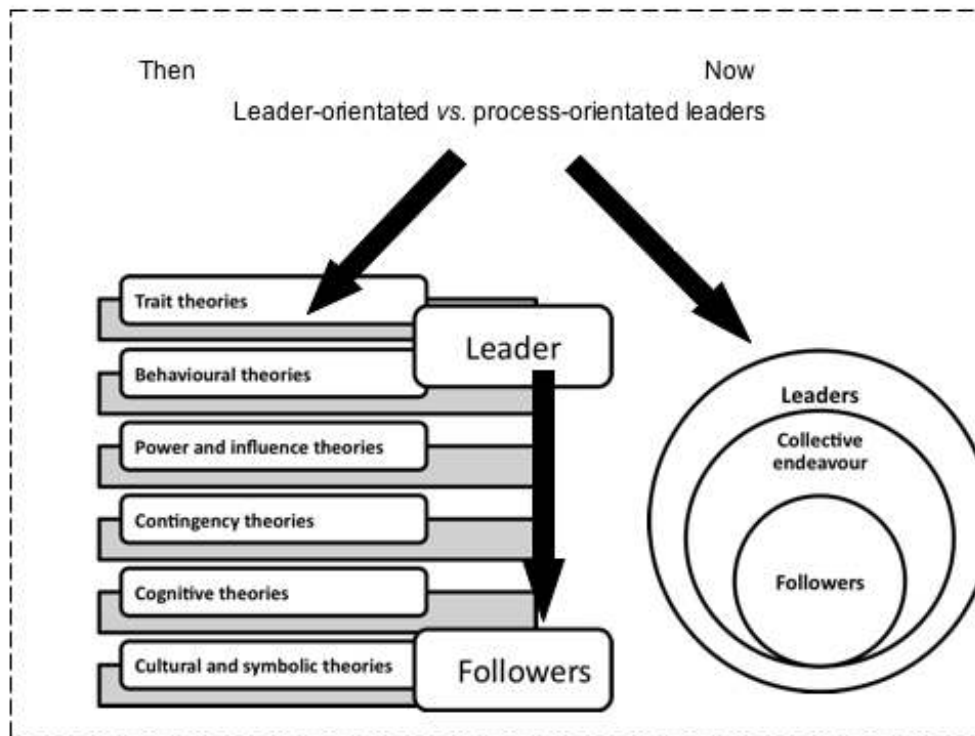 Then
Now
Leader-orientated vs. process-orientated leaders
Trait theories
Leader
Behavioural theories
Power and influence theories
Contingency theories
Cognitive theories
Cultural and symbolic theories
Followers
Leaders
Collective
endeavour
Followers